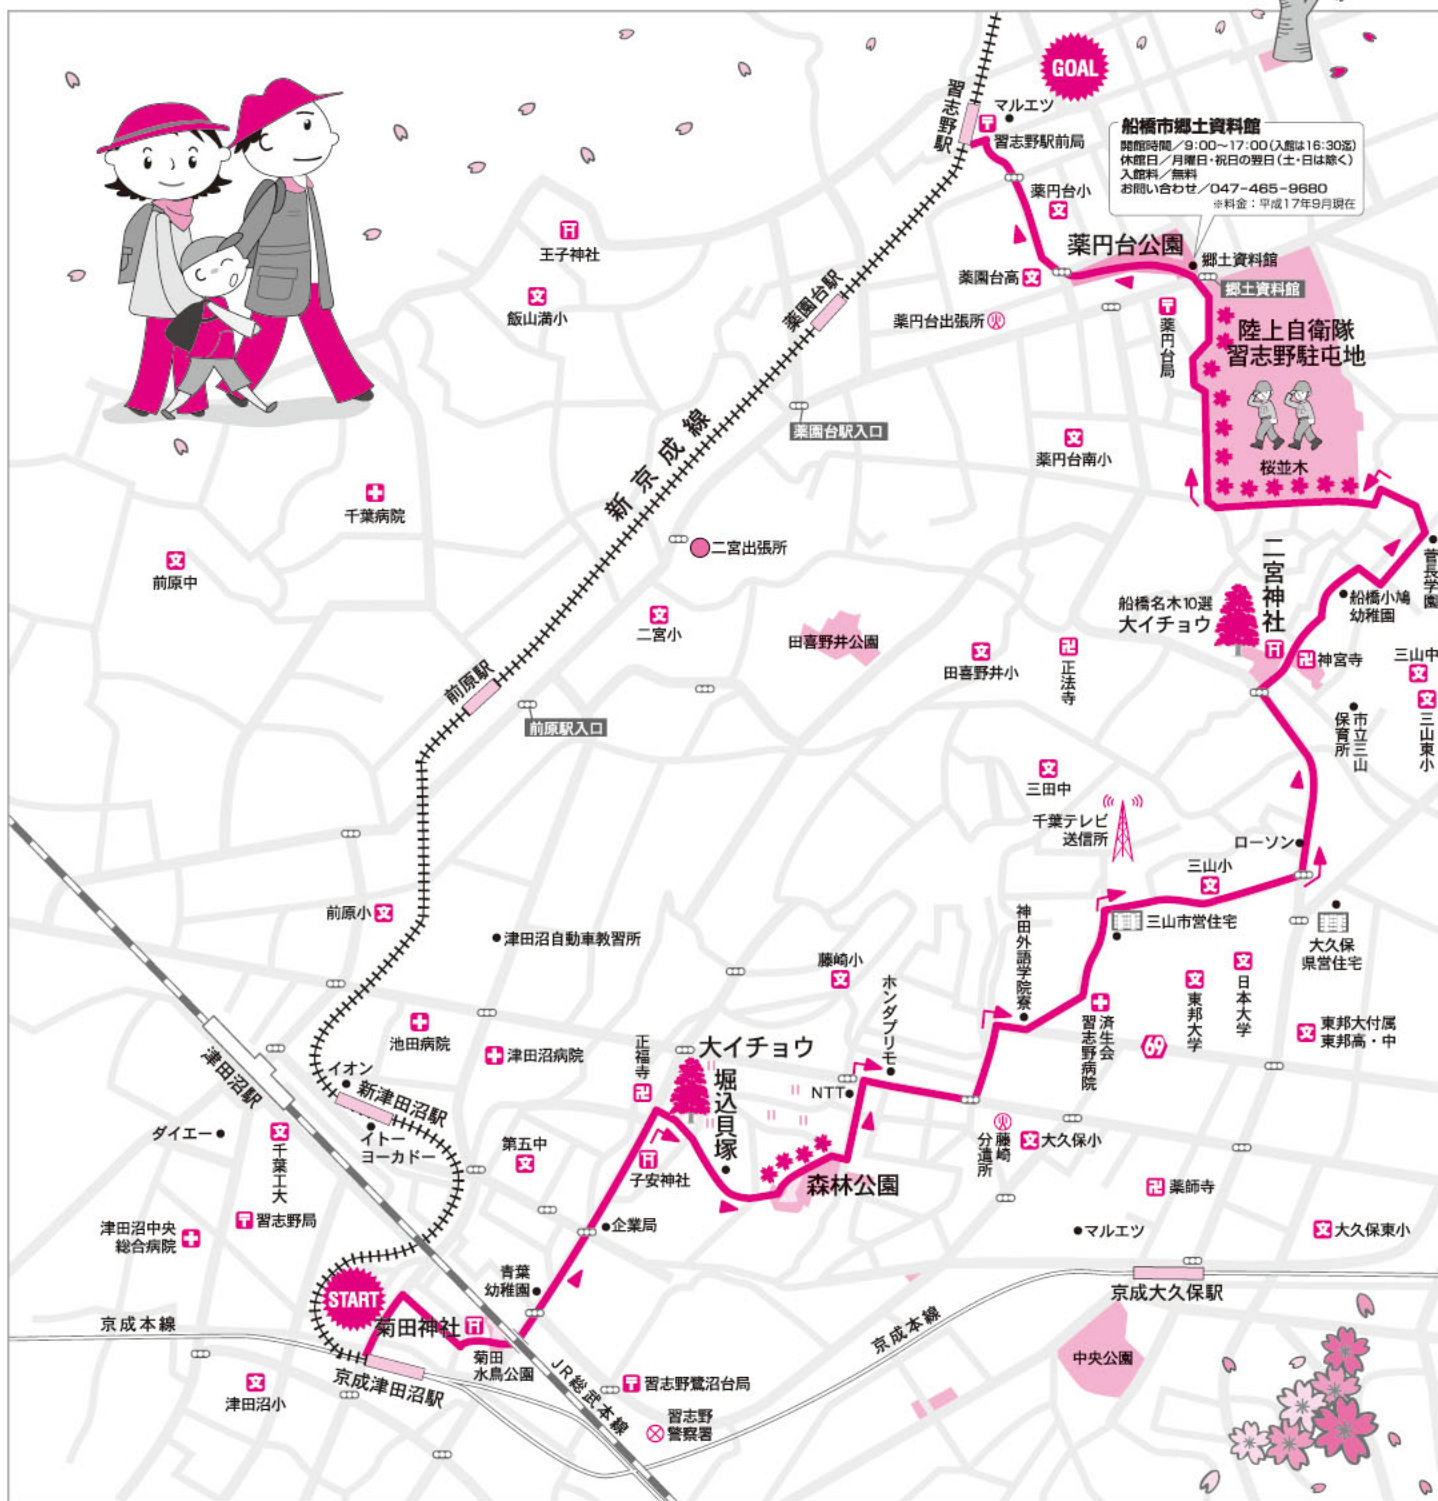 GOAL
習志野駅
マルエツ
習志野駅前局
船橋市郷土資料館
開館時間／9:00〜17:00(入館は16:30迄)
休館日／月曜日・祝日の翌日(土・日は除く)
入館料／無料
お問い合わせ／047-465-9680
※料金：平成17年9月現在
薬円台小
薬円台公園
郷土資料館
郷土資料館
薬園台高
王子神社
飯山満小
薬園台駅
薬円台出張所
薬円台局
陸上自衛隊
習志野駐屯地
桜並木
薬園台駅入口
薬円台南小
新京成線
千葉病院
前原中
二宮出張所
二宮小
田喜野井公園
田喜野井小
正法寺
船橋名木10選
大イチョウ
二宮神社
菅長学園
船橋小鳩
幼稚園
神宮寺
三山中
三山東小
市立三山
保育所
前原駅
前原駅入口
三田中
千葉テレビ
送信所
ローソン
三山小
三山市営住宅
大久保
県営住宅
前原小
津田沼自動車教習所
藤崎小
ホンダプリモ
神田外語学院寮
済生会
習志野病院
69
東邦大学
日本大学
東邦大付属
東邦高・中
池田病院
津田沼病院
正福寺
大イチョウ
堀込貝塚
NTT
津田沼駅
イオン
新津田沼駅
イトー
ヨーカドー
ダイエー
千葉工大
第五中
子安神社
森林公園
藤崎
分遣所
大久保小
薬師寺
習志野局
津田沼中央
総合病院
企業局
マルエツ
大久保東小
青葉
幼稚園
START
菊田神社
菊田
水鳥公園
京成本線
京成津田沼駅
津田沼小
JR総武本線
習志野鷺沼台局
習志野
警察署
京成本線
京成大久保駅
中央公園